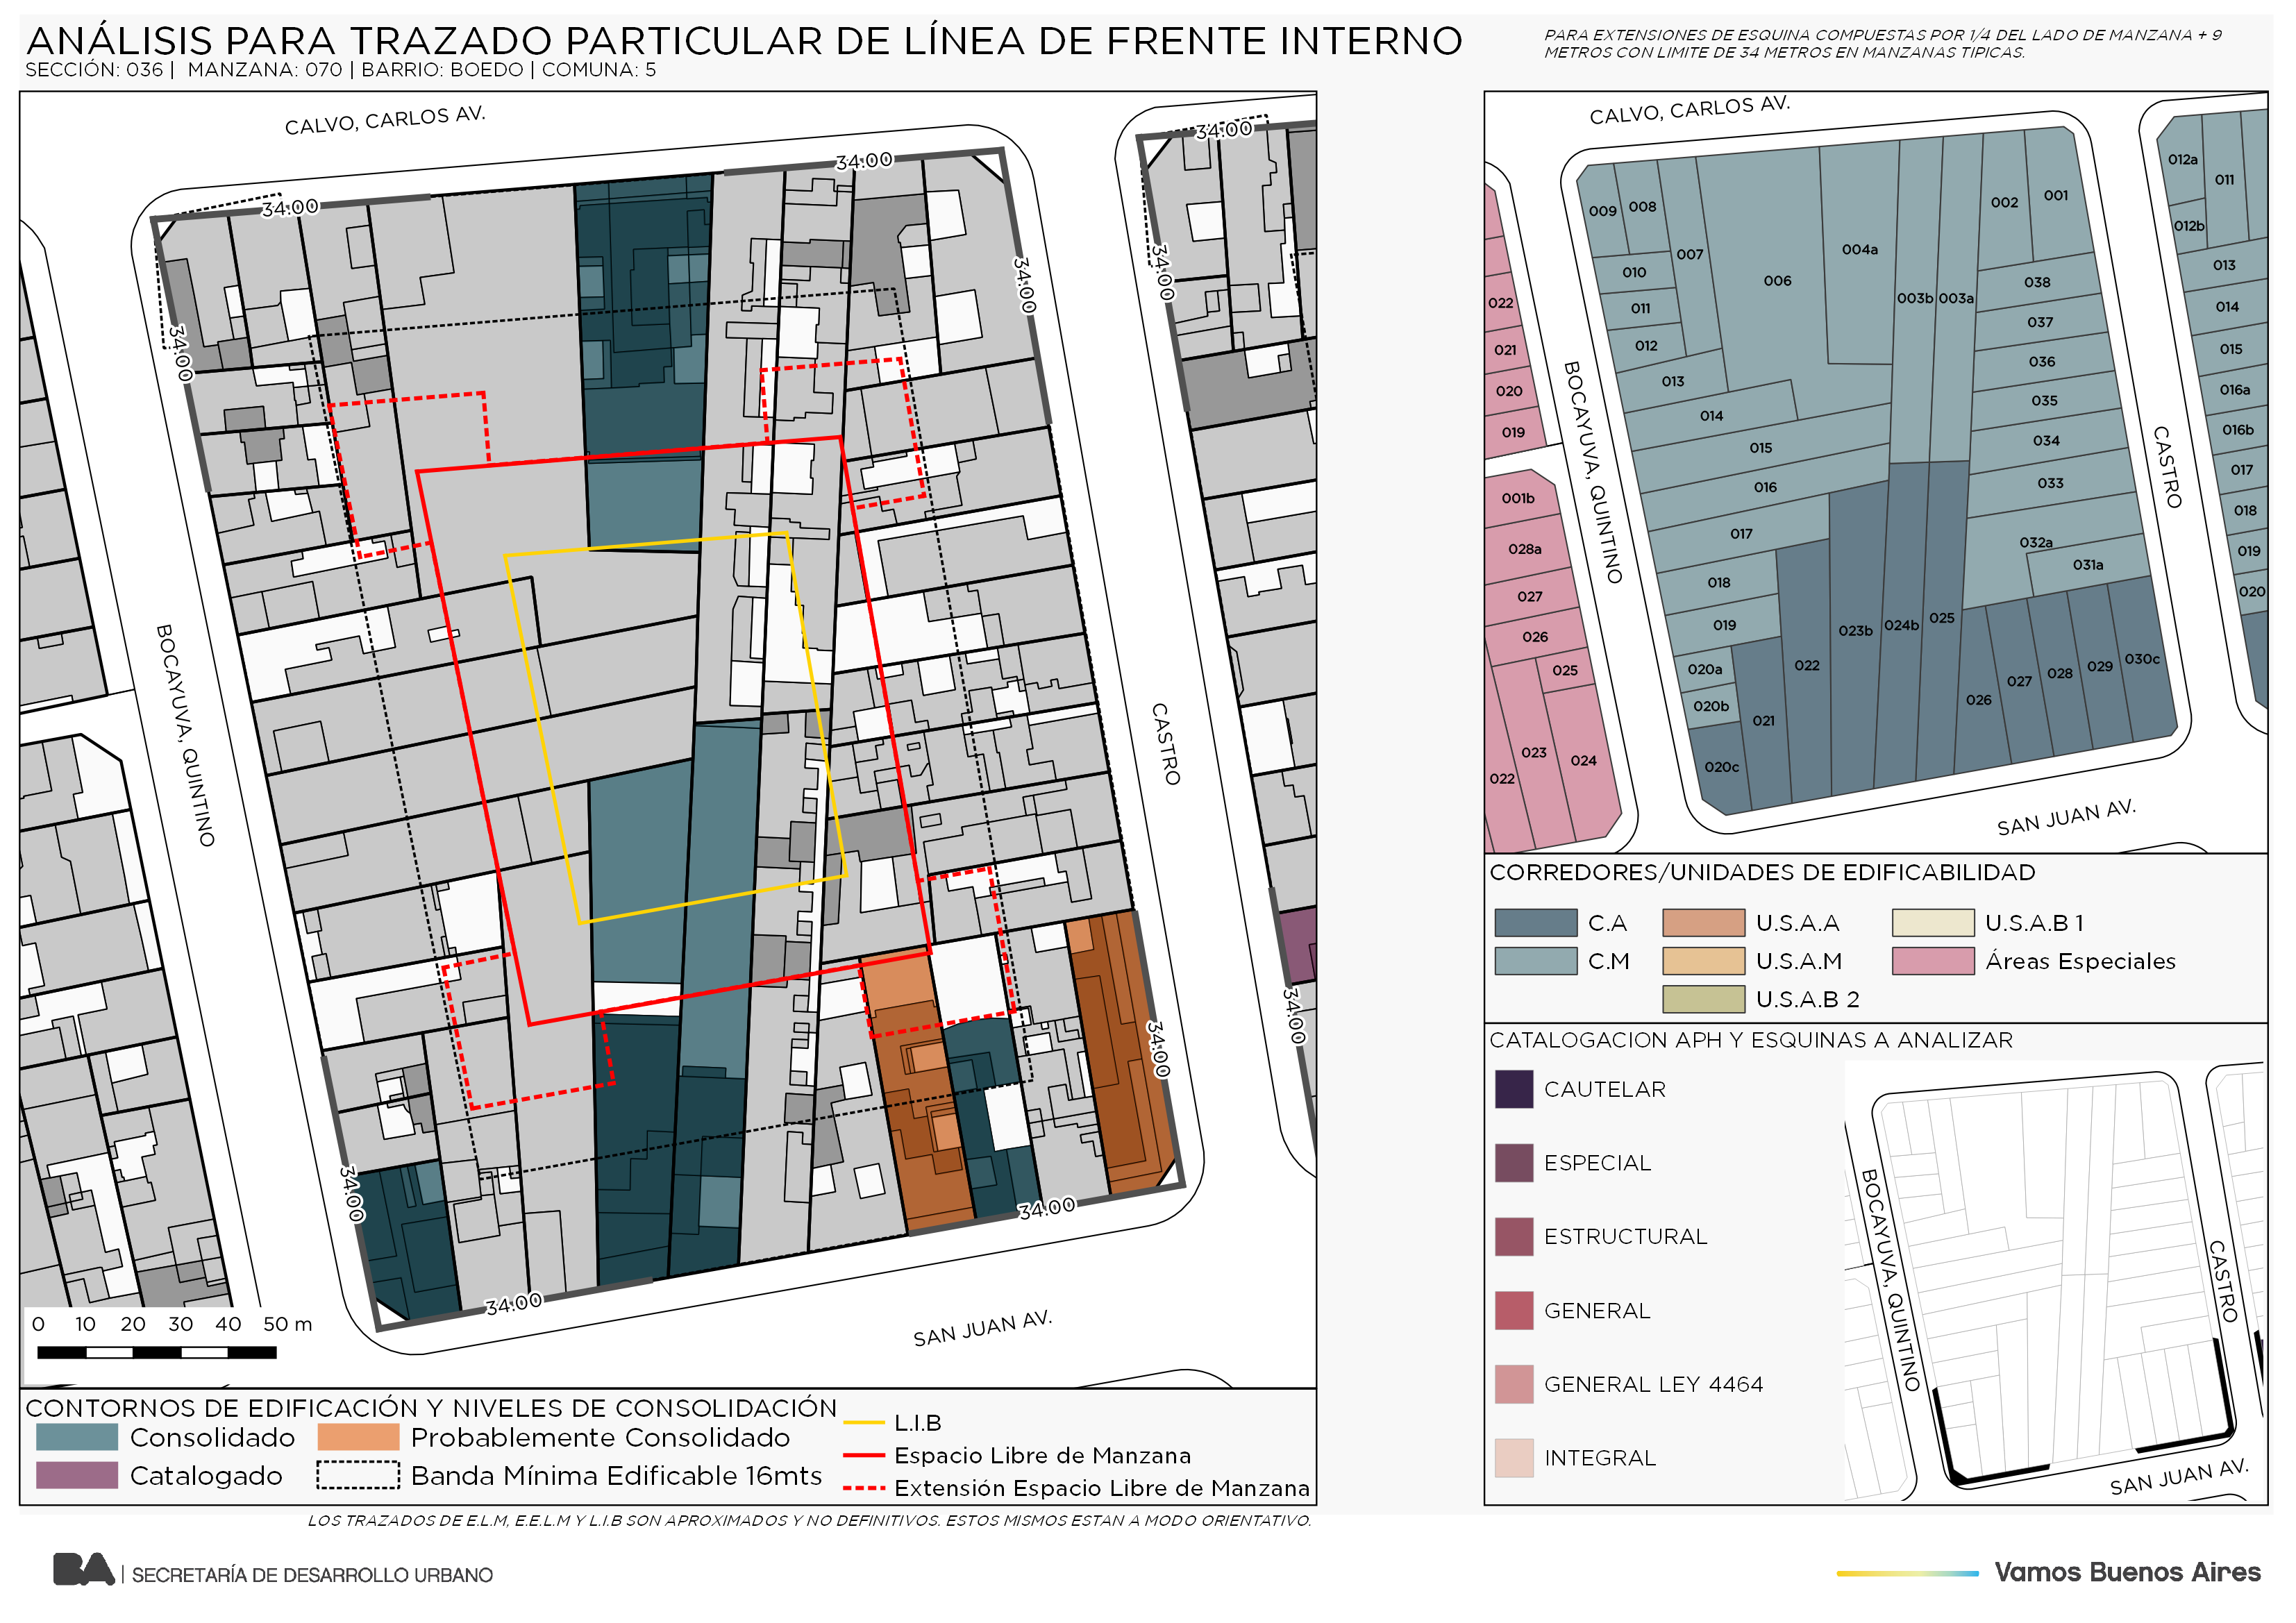 ANÁLISIS PARA TRAZADO PARTICULAR DE LÍNEA DE FRENTE INTERNO
SECCIÓN: 036 | MANZANA: 070 | BARRIO: BOEDO | COMUNA: 5
PARA EXTENSIONES DE ESQUINA COMPUESTAS POR 1/4 DEL LADO DE MANZANA + 9
METROS CON LIMITE DE 34 METROS EN MANZANAS TIPICAS.
CALVO, CARLOS AV.
34.00
34.00
34.00
34.00
34.00
34.00
BOCAYUVA, QUINTINO
CASTRO
34.00
34.00
34.00
34.00
34.00
SAN JUAN AV.
0 10 20 30 40 50 m
CONTORNOS DE EDIFICACIÓN Y NIVELES DE CONSOLIDACIÓN
Consolidado
Probablemente Consolidado
Catalogado
Banda Mínima Edificable 16mts
L.I.B
Espacio Libre de Manzana
Extensión Espacio Libre de Manzana
CALVO, CARLOS AV.
009
008
007
006
004a
003b
003a
002
001
010
011
012
013
014
015
016
017
018
019
020a
020b
020c
021
022
023b
024b
025
026
027
028
029
030c
031a
032a
033
034
035
036
037
038
012a
011
012b
013
014
015
016a
016b
017
018
019
020
022
021
020
019
001b
028a
027
026
025
023
024
022
BOCAYUVA, QUINTINO
CASTRO
SAN JUAN AV.
CORREDORES/UNIDADES DE EDIFICABILIDAD
C.A
U.S.A.A
U.S.A.B 1
C.M
U.S.A.M
Áreas Especiales
U.S.A.B 2
CATALOGACION APH Y ESQUINAS A ANALIZAR
CAUTELAR
ESPECIAL
ESTRUCTURAL
GENERAL
GENERAL LEY 4464
INTEGRAL
BOCAYUVA, QUINTINO
CASTRO
SAN JUAN AV.
LOS TRAZADOS DE E.L.M, E.E.L.M Y L.I.B SON APROXIMADOS Y NO DEFINITIVOS. ESTOS MISMOS ESTAN A MODO ORIENTATIVO.
BA | SECRETARÍA DE DESARROLLO URBANO
Vamos Buenos Aires